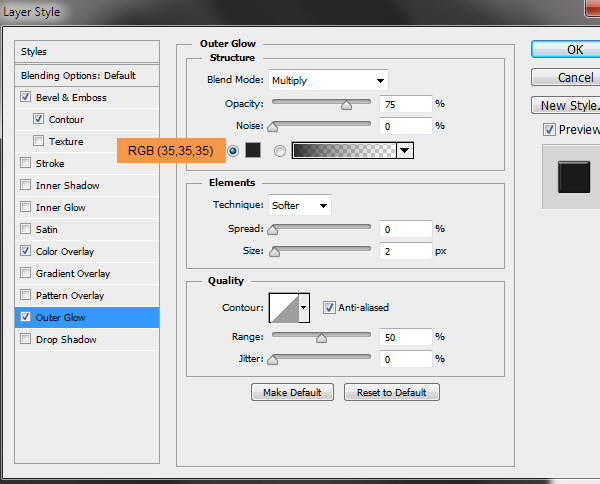 Layer Style
Styles
Blending Options: Default
Bevel & Emboss
Contour
Texture
Stroke
Inner Shadow
Inner Glow
Satin
Color Overlay
Gradient Overlay
Pattern Overlay
Outer Glow
Drop Shadow
Outer Glow
Structure
Blend Mode: Multiply
Opacity: 75 %
Noise: 0 %
RGB (35,35,35)
Elements
Technique: Softer
Spread: 0 %
Size: 2 px
Quality
Contour: Anti-aliased
Range: 50 %
Jitter: 0 %
Make Default Reset to Default
OK
Cancel
New Style...
Preview